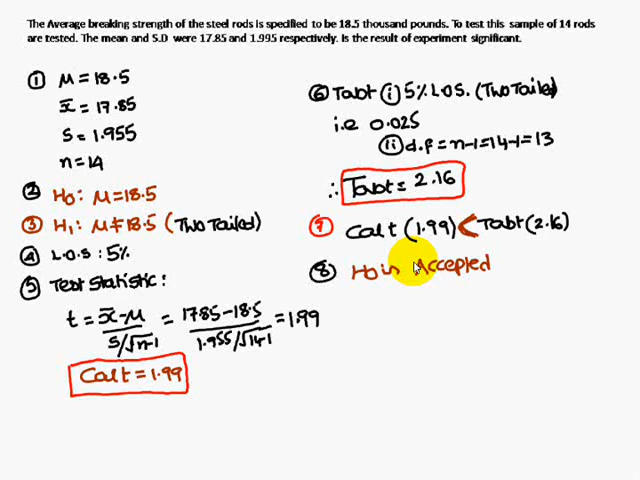 The Average breaking strength of the steel rods is specified to be 18.5 thousand pounds. To test this sample of 14 rods
are tested. The mean and S.D were 17.85 and 1.995 respectively. Is the result of experiment significant.
① μ = 18.5
x̄ = 17.85
S = 1.955
n = 14
② H₀: μ = 18.5
③ H₁: μ ≠ 18.5 (Two Tailed)
④ L.O.S: 5%
⑤ Test Statistic:
t = x̄-μ / S/√n-1 = 17.85-18.5 / 1.955/√14-1 = 1.99
Cal t = 1.99
⑥ Tab t ⓘ 5% L.O.S. (Two Tailed)
i.e 0.025
ⓘⓘ d.f = n-1 = 14-1 = 13
∴ Tab t = 2.16
⑦ Cal t (1.99) < Tab t (2.16)
⑧ H₀ is Accepted